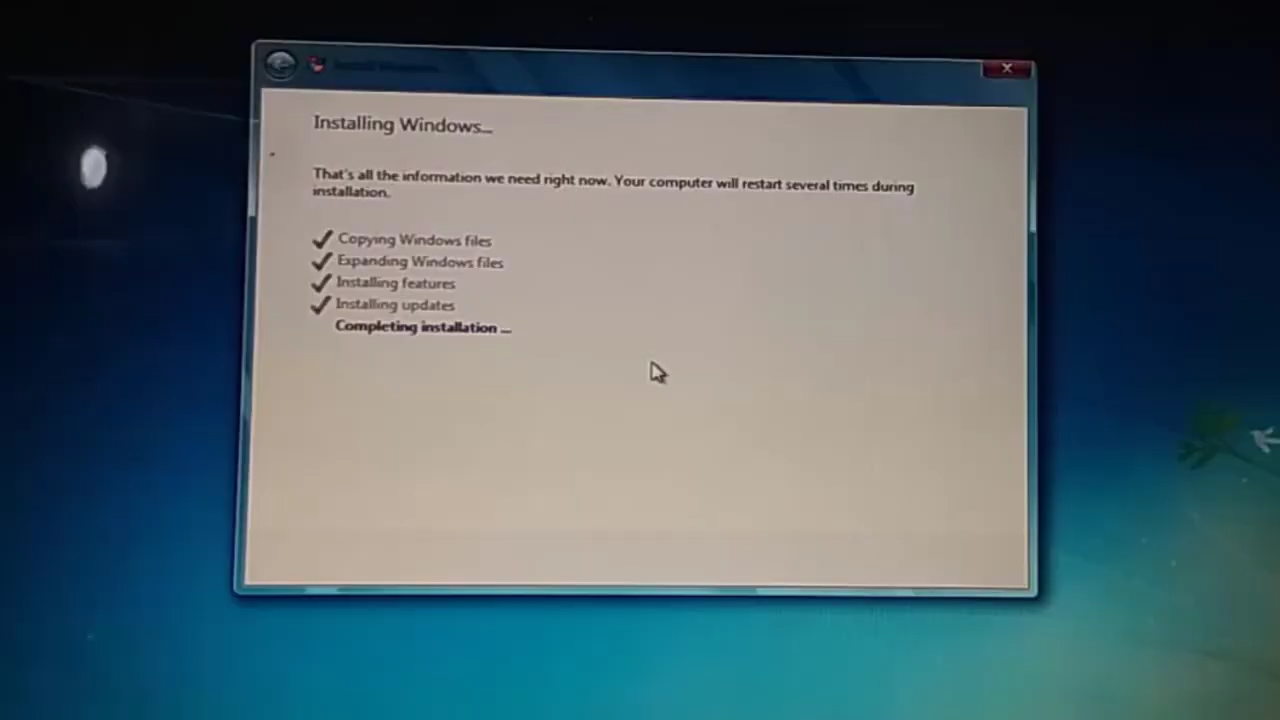 Installing Windows...
That's all the information we need right now. Your computer will restart several times during
installation.
Copying Windows files
Expanding Windows files
Installing features
Installing updates
Completing installation ...